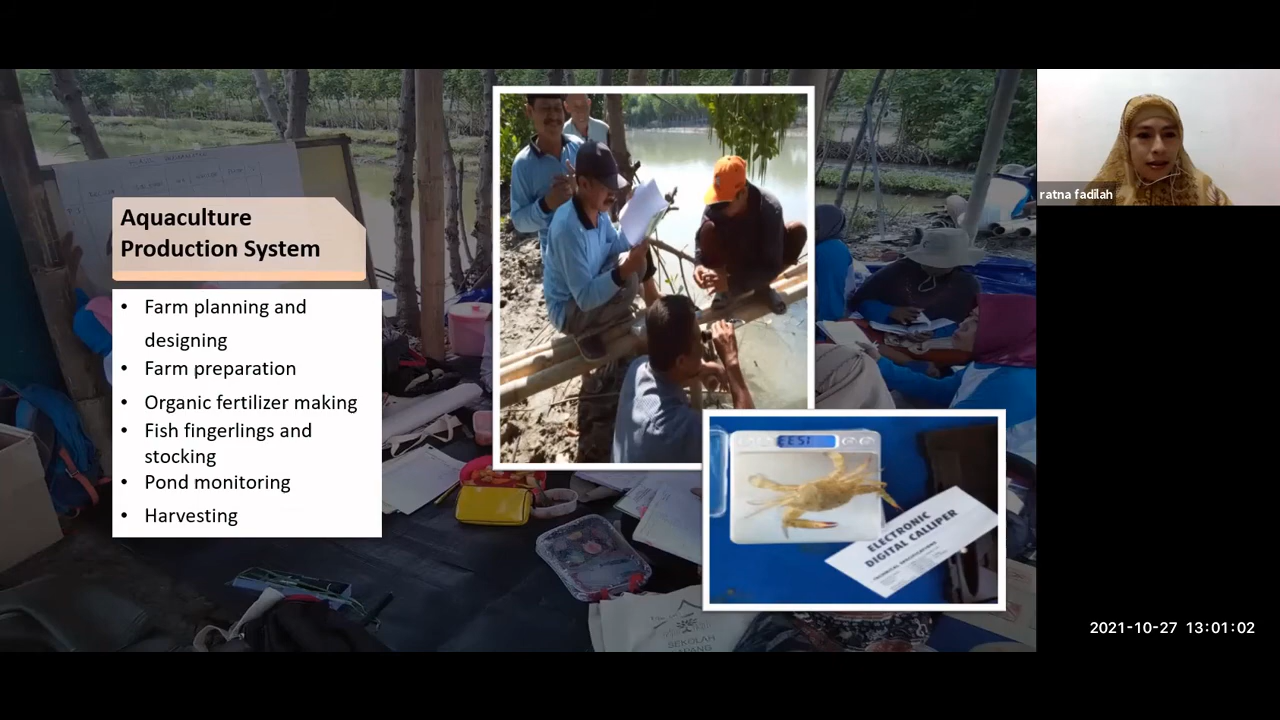 Aquaculture
Production System
• Farm planning and
designing
• Farm preparation
• Organic fertilizer making
• Fish fingerlings and
stocking
• Pond monitoring
• Harvesting
ELECTRONIC
DIGITAL CALLIPER
SEKOLAH
ratna fadilah
2021-10-27 13:01:02